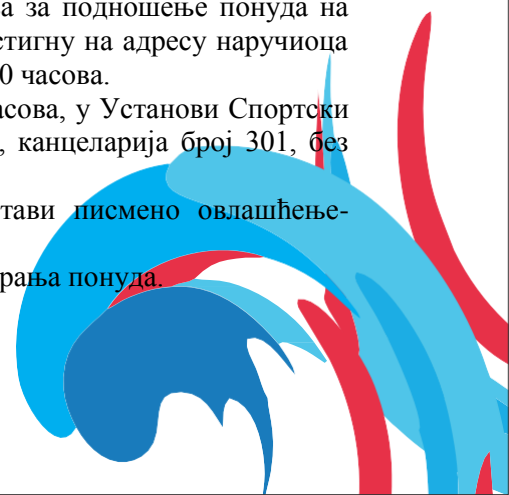 за подношење понуда на
стигну на адресу наручиоца
0 часова.
часова, у Установи Спортски
канцеларија број 301, без
тави писмено овлашћење-
рања понуда.